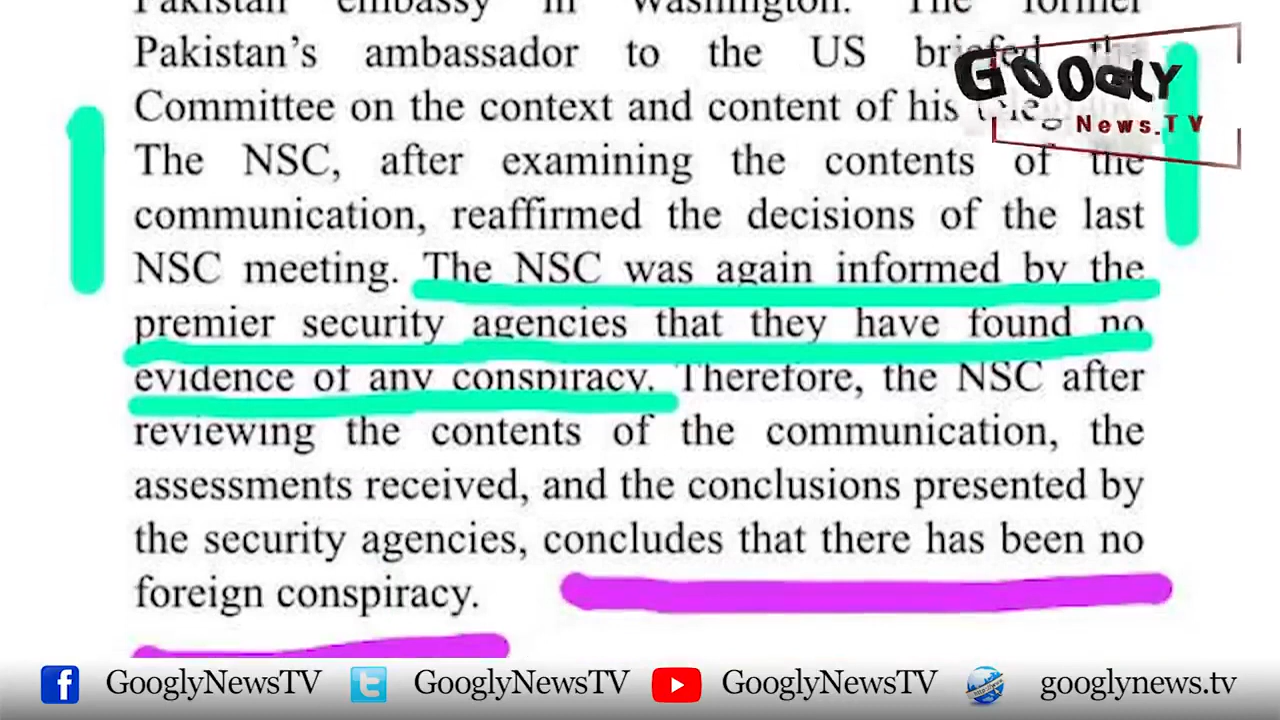 Pakistan embassy in Washington. The former
Pakistan's ambassador to the US briefed the
Committee on the context and content of his
The NSC, after examining the contents of the
communication, reaffirmed the decisions of the last
NSC meeting. The NSC was again informed by the
premier security agencies that they have found no
evidence of any conspiracy. Therefore, the NSC after
reviewing the contents of the communication, the
assessments received, and the conclusions presented by
the security agencies, concludes that there has been no
foreign conspiracy.
GOOGLY
News.TV
GooglyNewsTV GooglyNewsTV GooglyNewsTV googlynews.tv